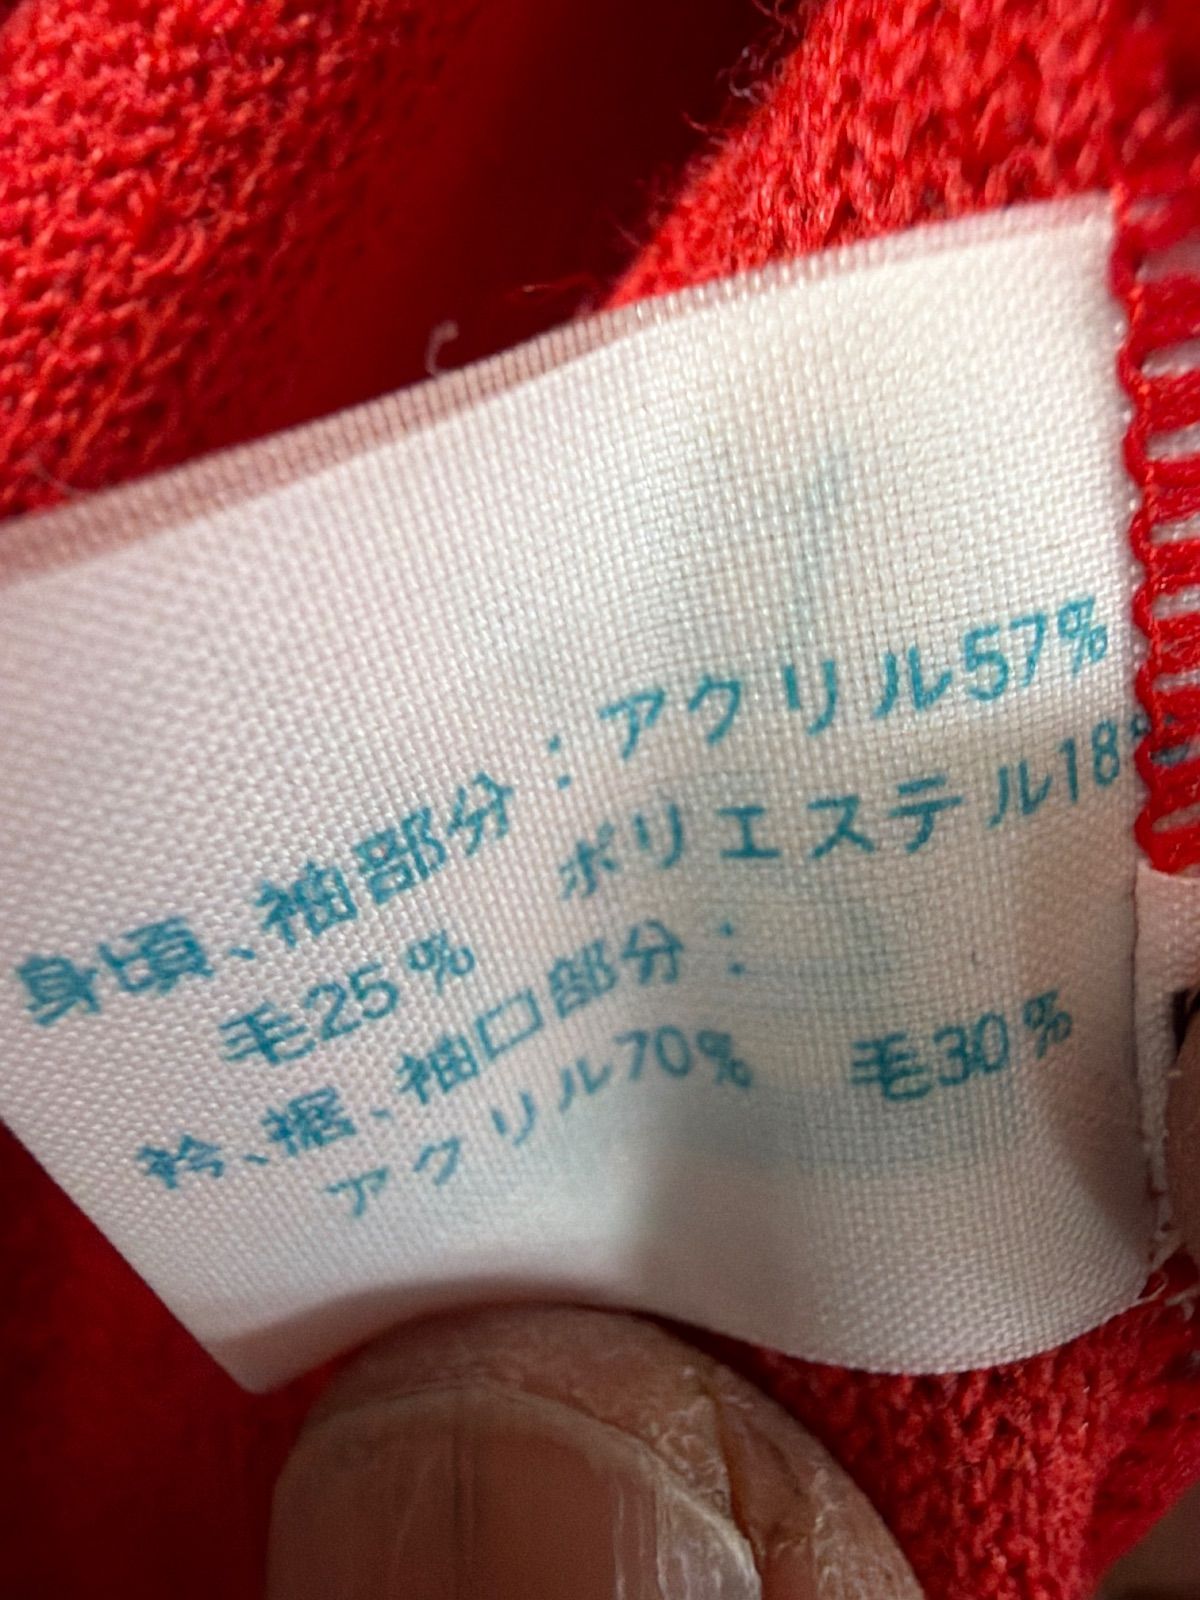 身頃、袖部分：アクリル57%
ポリエステル18%
毛25%
衿、裾、袖口部分：
アクリル70% 毛30%